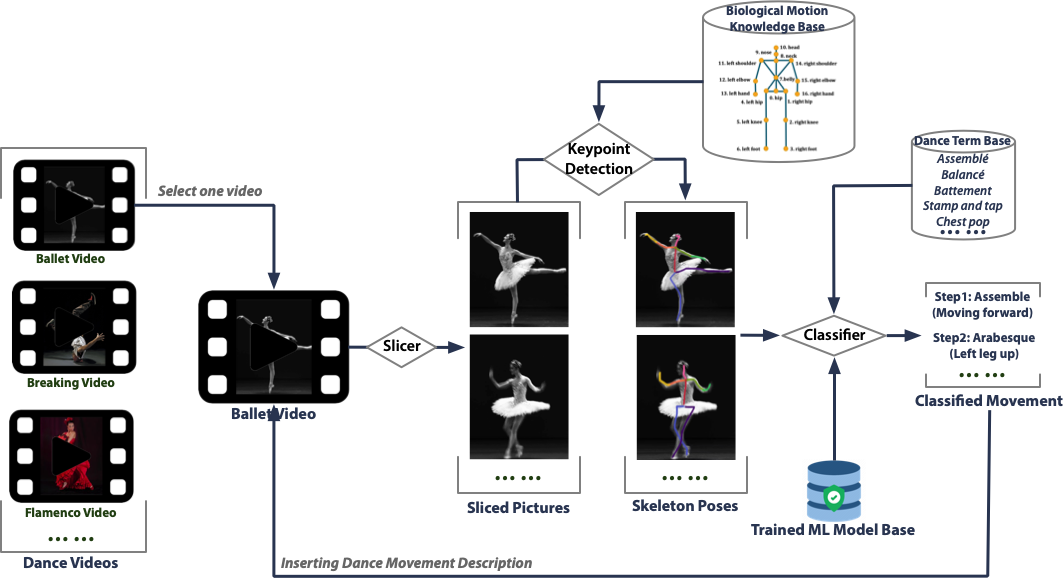 Biological Motion
Knowledge Base
10. head
9. nose
8. neck
11. left shoulder
14. right shoulder
7. belly
12. left elbow
15. right elbow
13. left hand
16. right hand
0. hip
4. left hip
1. right hip
5. left knee
2. right knee
6. left foot
3. right foot
Keypoint
Detection
Dance Term Base
Assemblé
Balancé
Battement
Stamp and tap
Chest pop
... ...
Select one video
Ballet Video
Breaking Video
Flamenco Video
... ...
Dance Videos
Ballet Video
Slicer
... ...
Sliced Pictures
... ...
Skeleton Poses
Classifier
Step1: Assemble
(Moving forward)
Step2: Arabesque
(Left leg up)
... ...
Classified Movement
Trained ML Model Base
Inserting Dance Movement Description